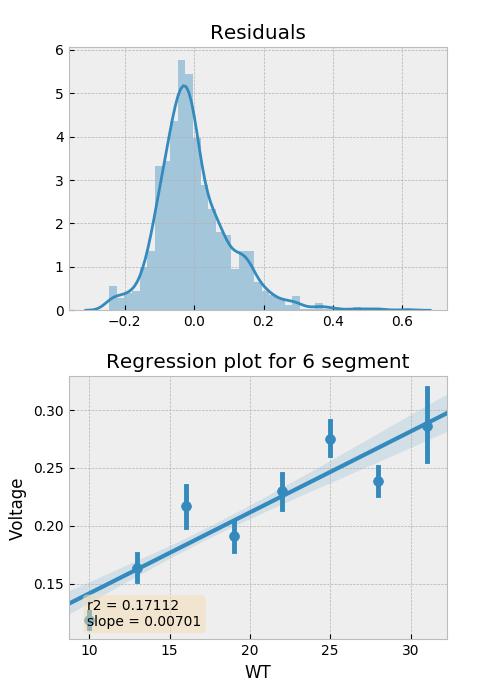 Residuals
6
5
4
3
2
1
0
−0.2 0.0 0.2 0.4 0.6
Regression plot for 6 segment
0.30
0.25
0.20
0.15
Voltage
r2 = 0.17112
slope = 0.00701
10 15 20 25 30
WT